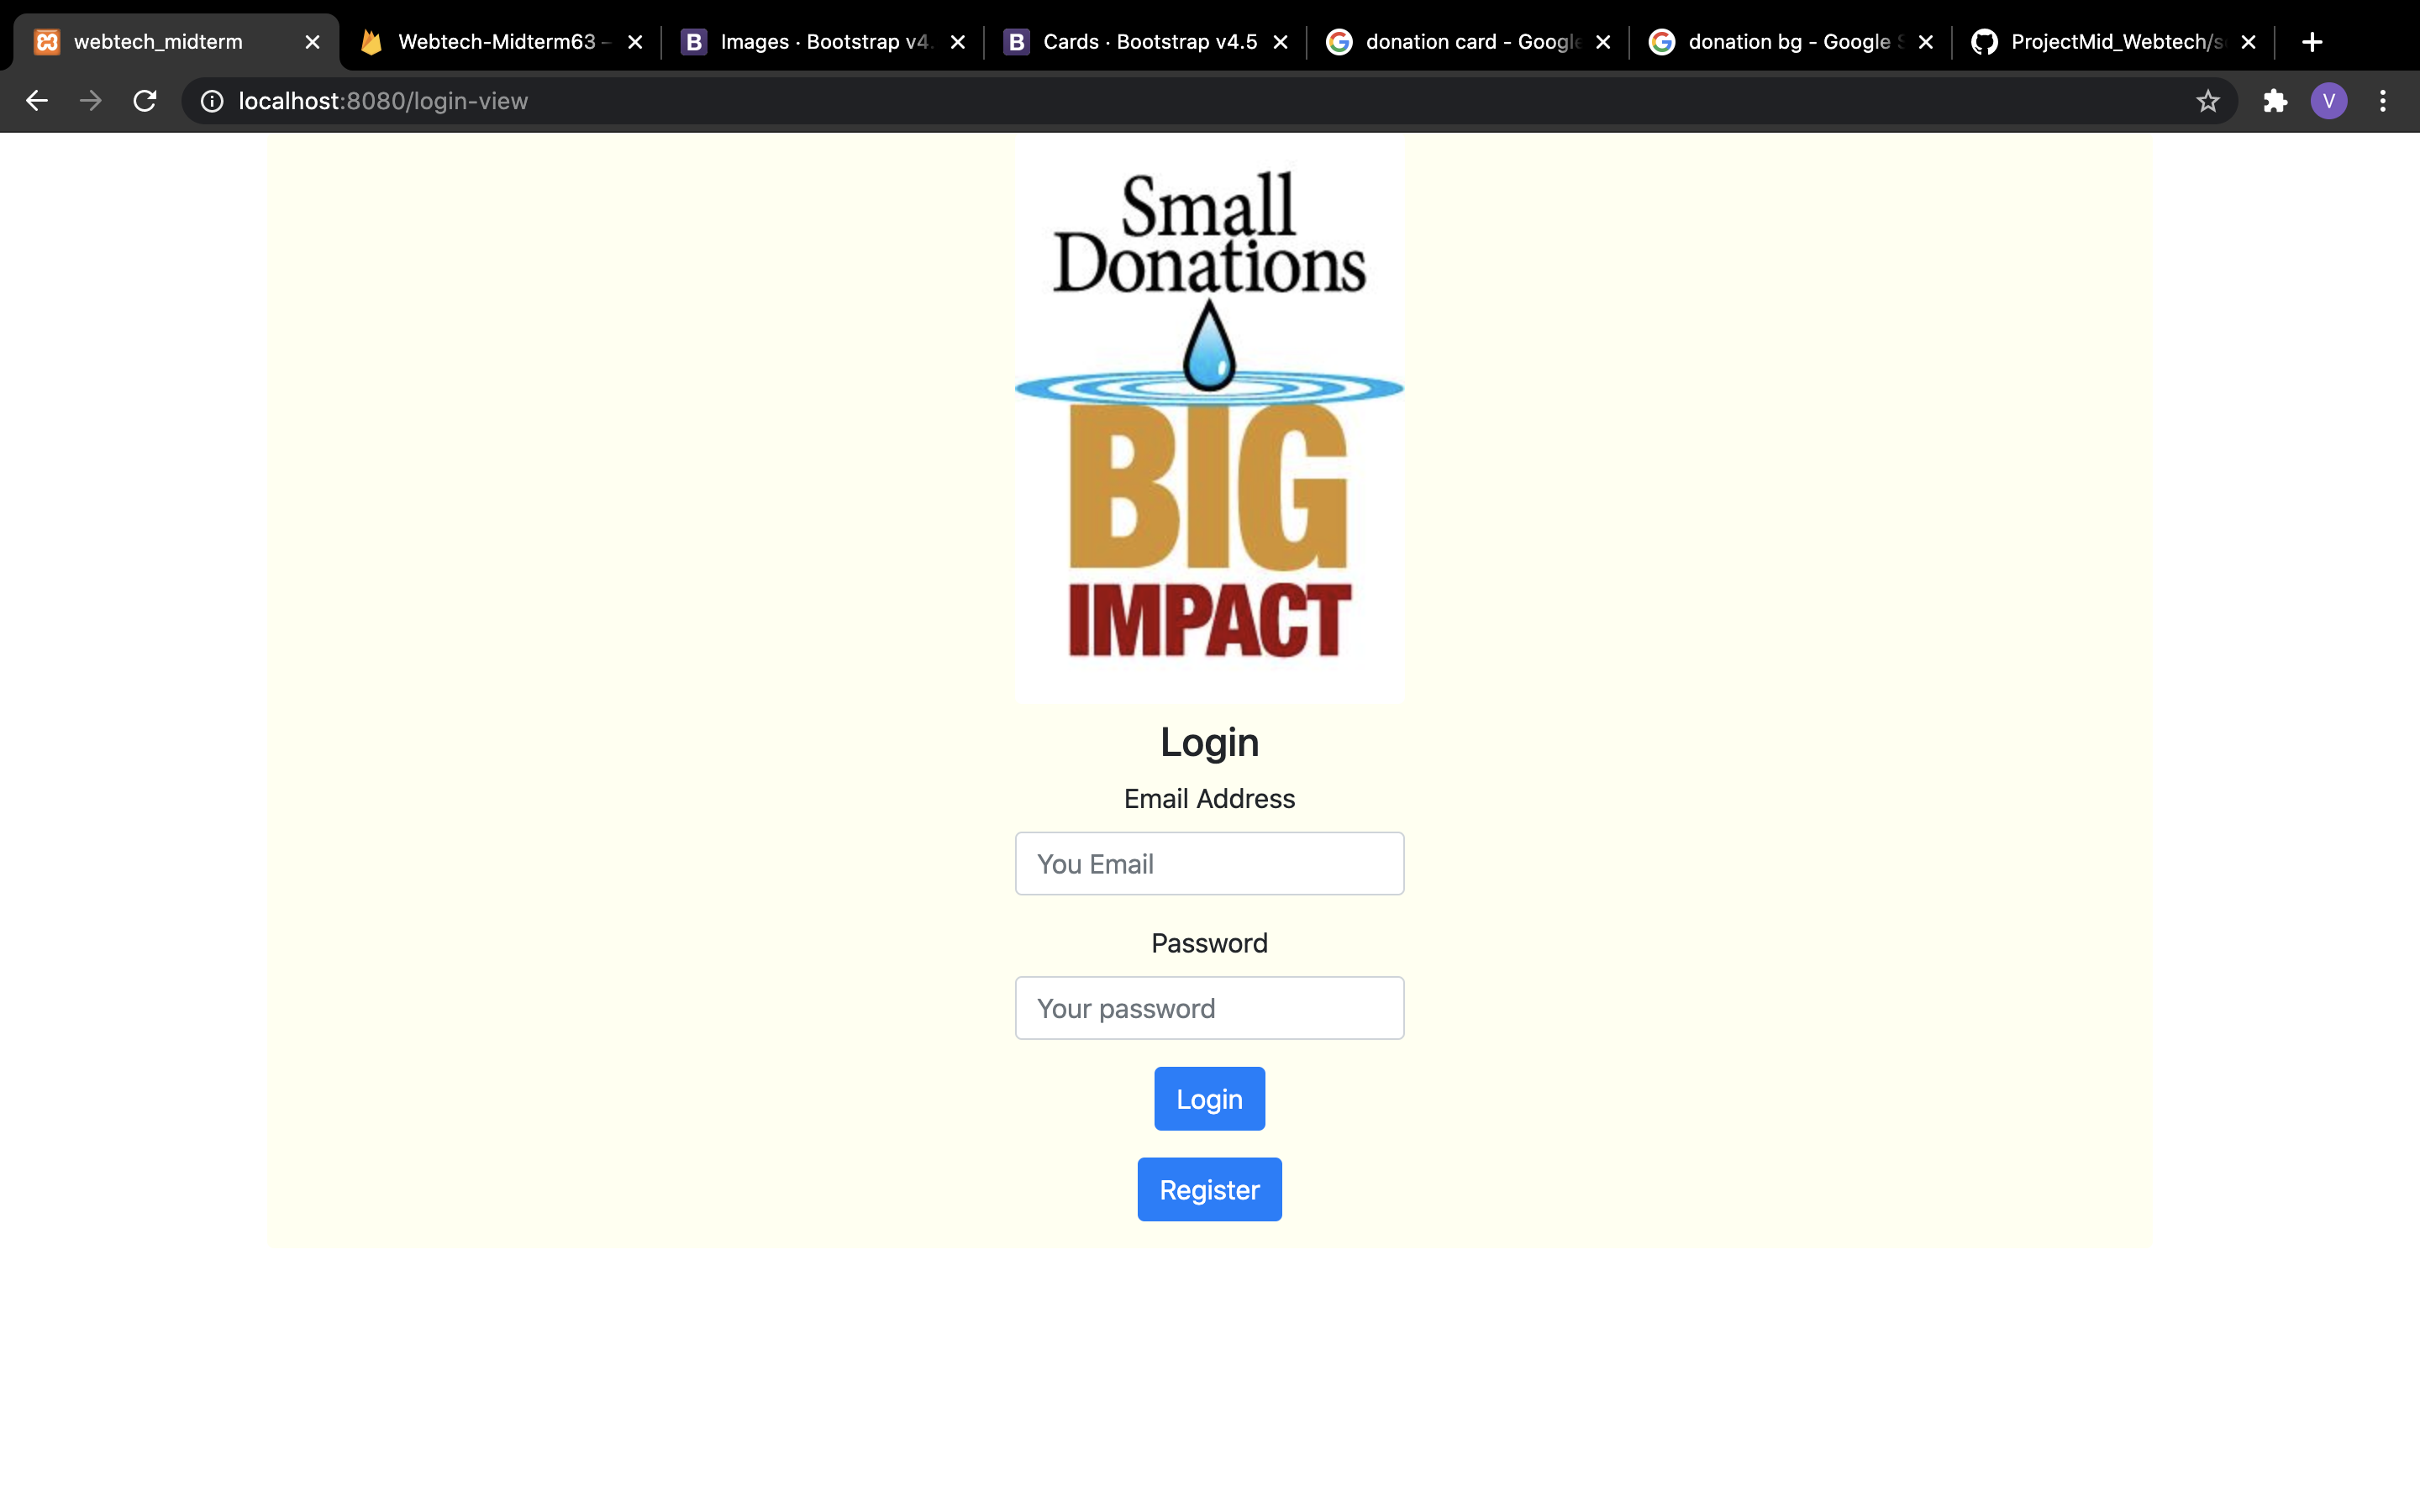 webtech_midterm
Webtech-Midterm63 –
Images · Bootstrap v4.
Cards · Bootstrap v4.5
donation card - Google
donation bg - Google S
ProjectMid_Webtech/s
localhost:8080/login-view
V
Small
Donations
BIG
IMPACT
Login
Email Address
You Email
Password
Your password
Login
Register